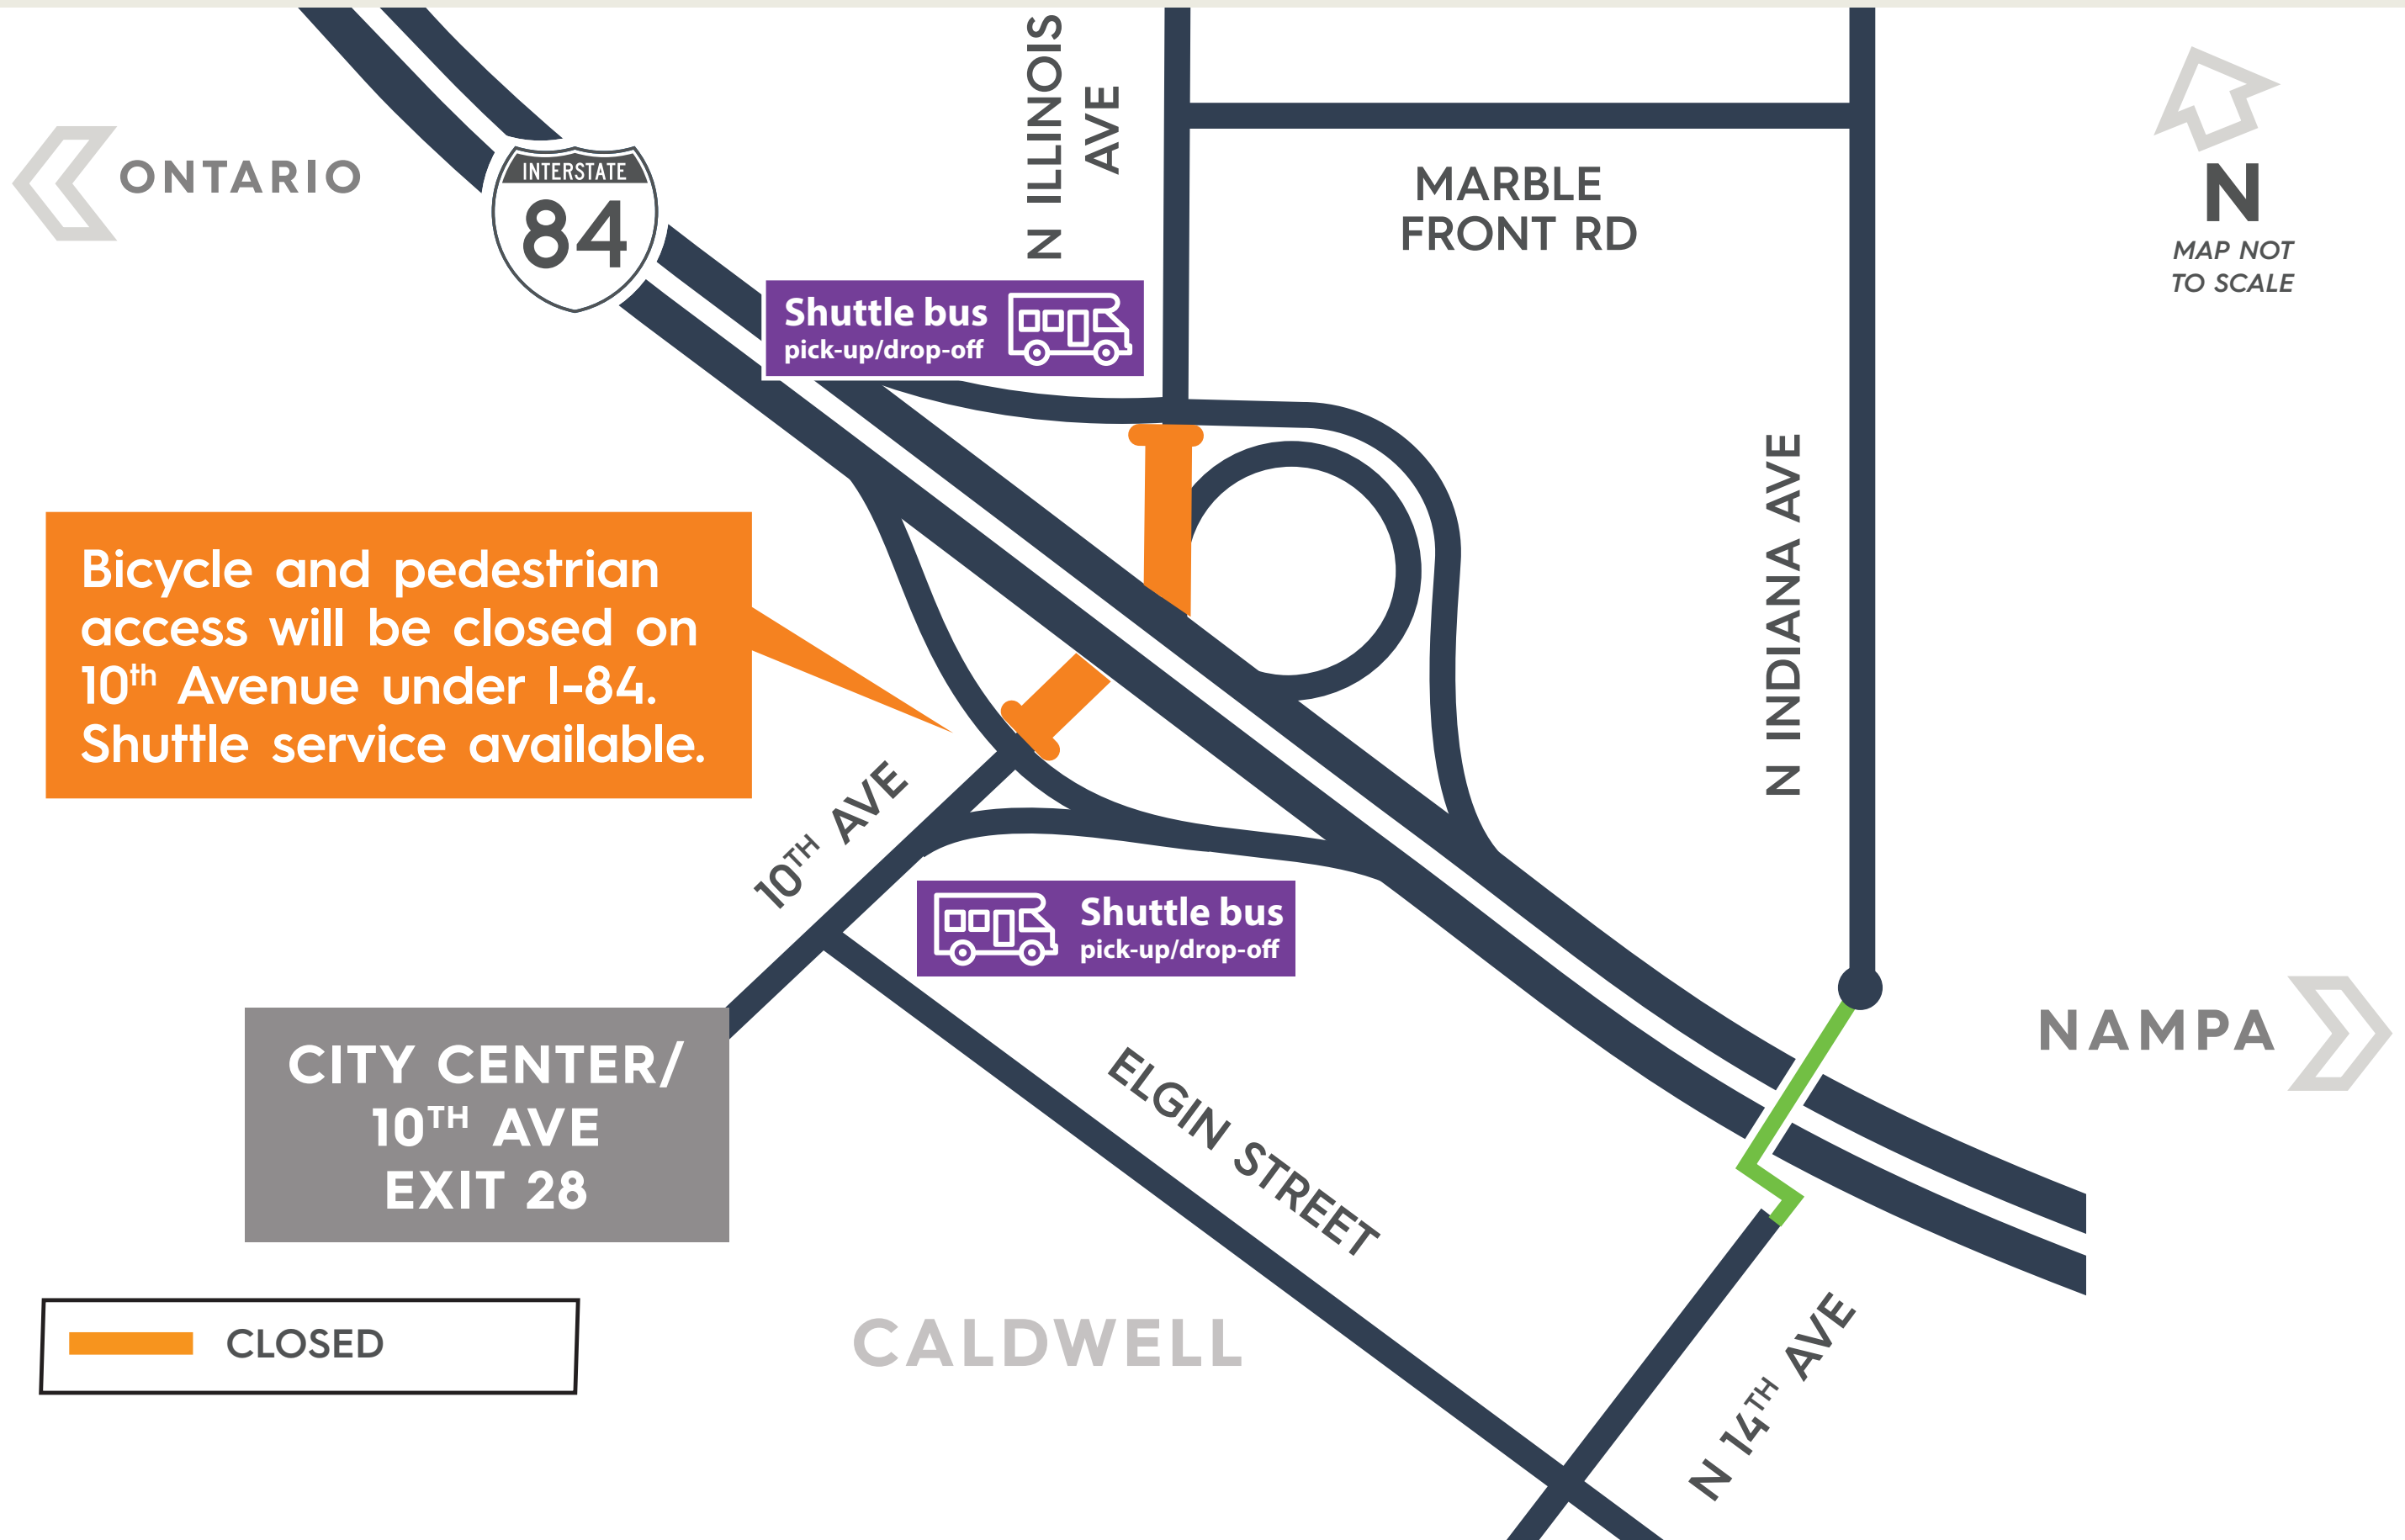 N ILLINOIS
AVE
ONTARIO
INTERSTATE
84
MARBLE
FRONT RD
N
MAP NOT
TO SCALE
Shuttle bus
pick-up/drop-off
N INDIANA AVE
Bicycle and pedestrian
access will be closed on
10th Avenue under I-84.
Shuttle service available.
10TH AVE
Shuttle bus
pick-up/drop-off
NAMPA
CITY CENTER/
10TH AVE
EXIT 28
ELGIN STREET
N 14TH AVE
CALDWELL
CLOSED